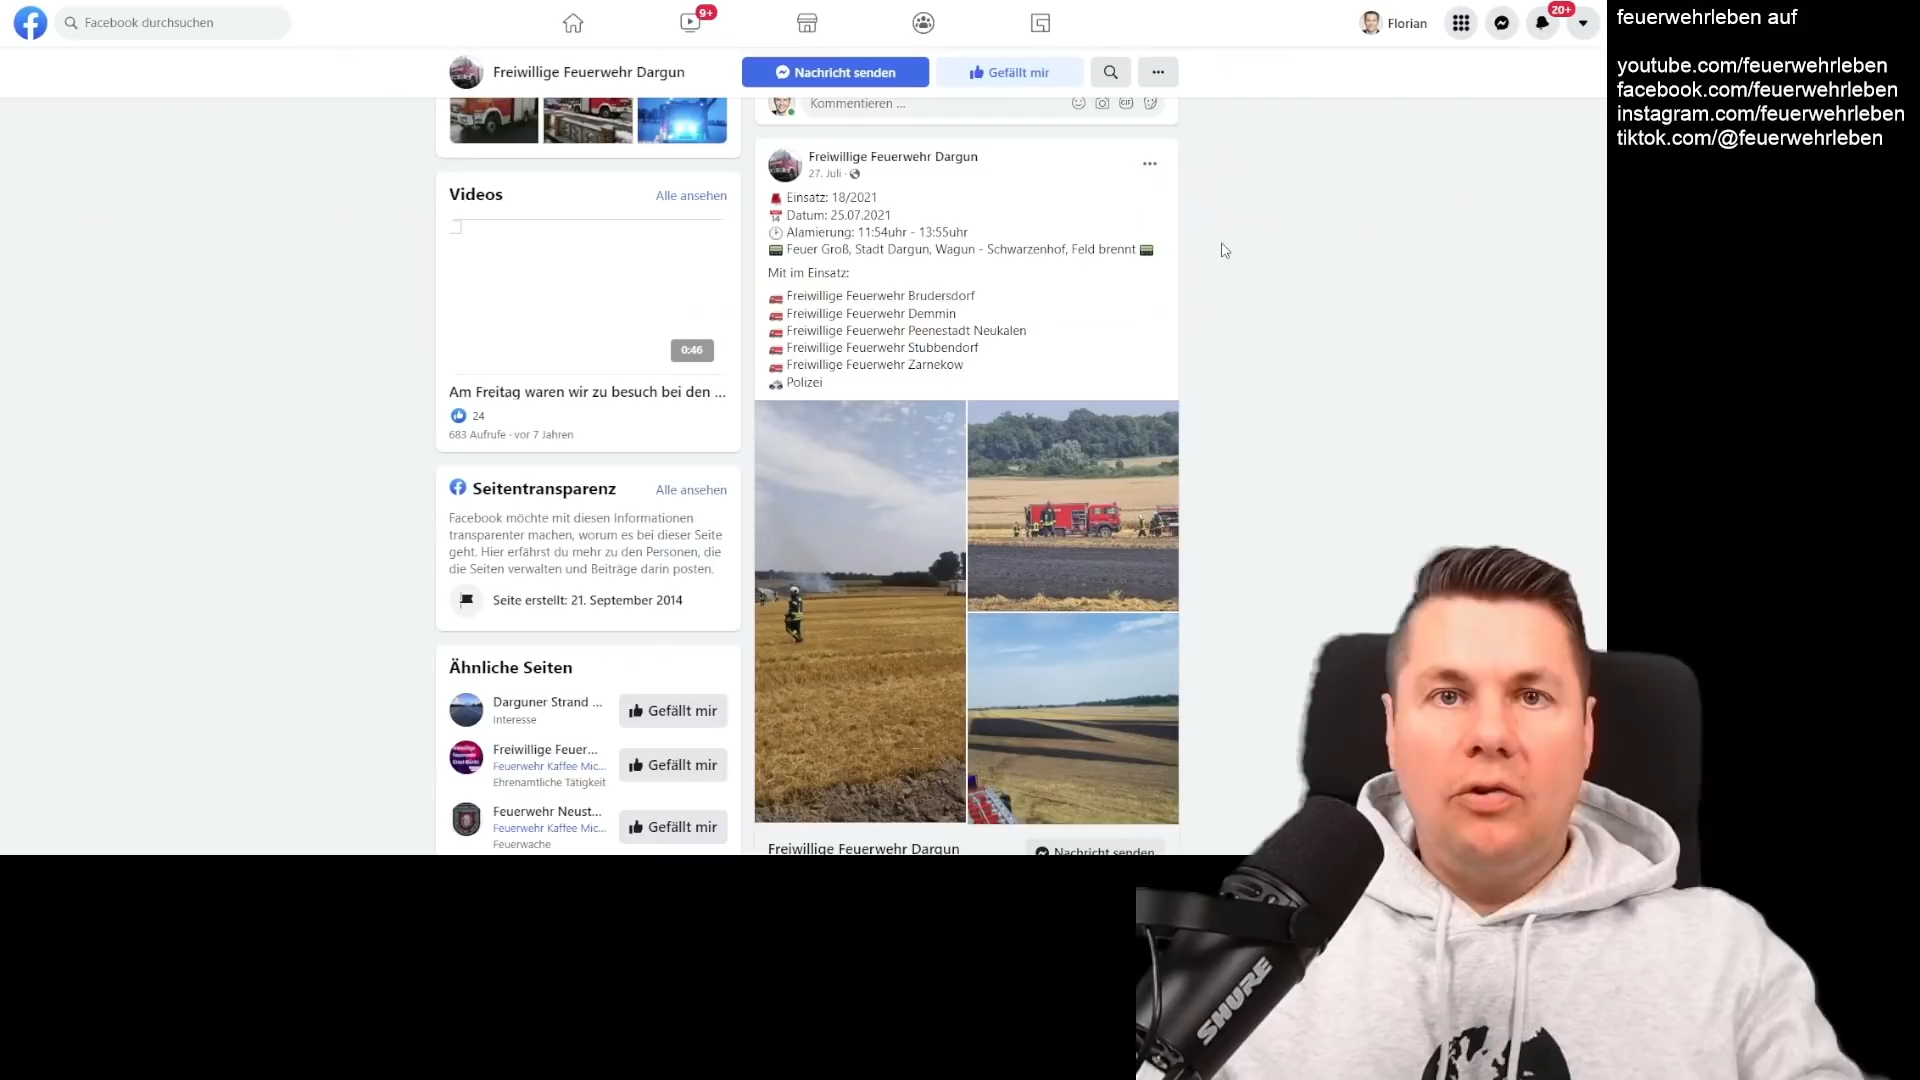 Facebook durchsuchen
9+
Florian
20+
feuerwehrleben auf
youtube.com/feuerwehrleben
facebook.com/feuerwehrleben
instagram.com/feuerwehrleben
tiktok.com/@feuerwehrleben
Freiwillige Feuerwehr Dargun
Nachricht senden
Gefällt mir
Kommentieren ...
GIF
Videos
Alle ansehen
0:46
Am Freitag waren wir zu besuch bei den ...
24
683 Aufrufe · vor 7 Jahren
Seitentransparenz
Alle ansehen
Facebook möchte mit diesen Informationen
transparenter machen, worum es bei dieser Seite
geht. Hier erfährst du mehr zu den Personen, die
die Seiten verwalten und Beiträge darin posten.
Seite erstellt: 21. September 2014
Ähnliche Seiten
Darguner Strand ...
Interesse
Gefällt mir
Freiwillige Feuer...
Feuerwehr Kaffee Mic...
Ehrenamtliche Tätigkeit
Gefällt mir
Feuerwehr Neust...
Feuerwehr Kaffee Mic...
Feuerwache
Gefällt mir
Freiwillige Feuerwehr Dargun
27. Juli ·
Einsatz: 18/2021
14
Datum: 25.07.2021
Alamierung: 11:54uhr - 13:55uhr
Feuer Groß, Stadt Dargun, Wagun - Schwarzenhof, Feld brennt
Mit im Einsatz:
Freiwillige Feuerwehr Brudersdorf
Freiwillige Feuerwehr Demmin
Freiwillige Feuerwehr Peenestadt Neukalen
Freiwillige Feuerwehr Stubbendorf
Freiwillige Feuerwehr Zarnekow
Polizei
Freiwillige Feuerwehr Dargun
Nachricht senden
SHURE